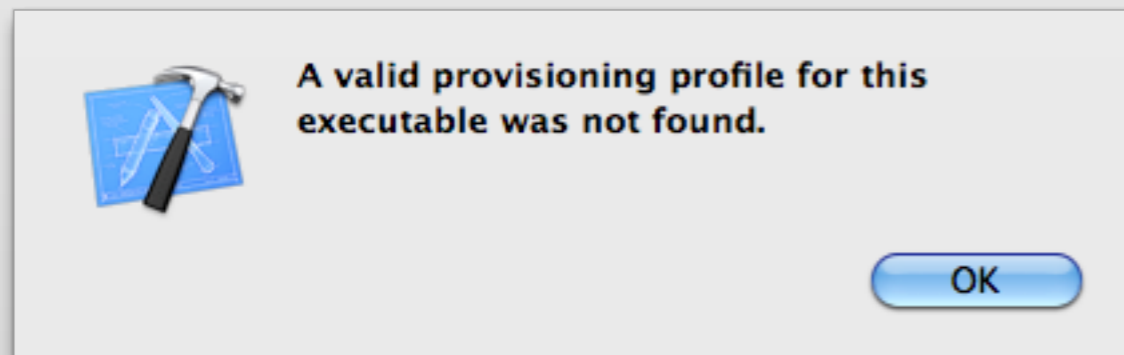 A valid provisioning profile for this
executable was not found.
OK